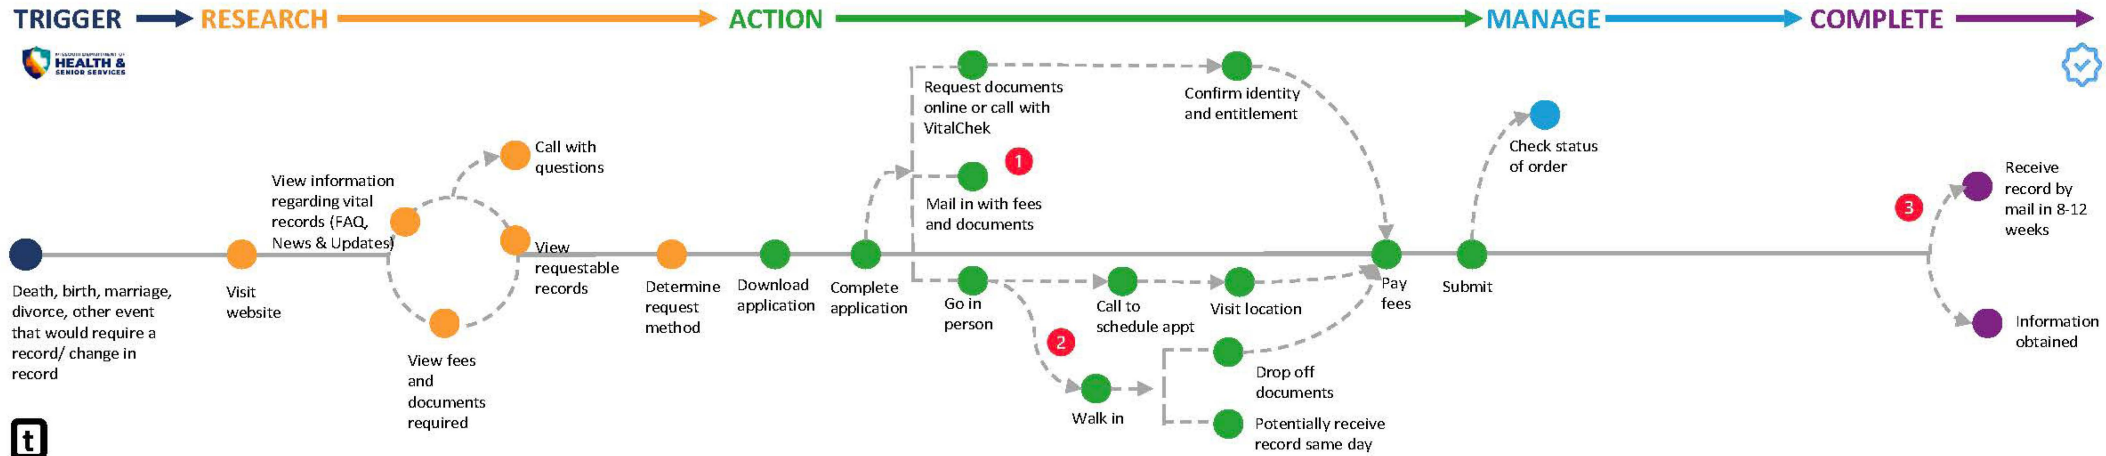 TRIGGER
RESEARCH
ACTION
MANAGE
COMPLETE
MISSOURI DEPARTMENT OF
HEALTH &
SENIOR SERVICES
Death, birth, marriage,
divorce, other event
that would require a
record/ change in
record
Visit
website
View information
regarding vital
records (FAQ,
News & Updates)
Call with
questions
View
requestable
records
View fees
and
documents
required
Determine
request
method
Download
application
Complete
application
Request documents
online or call with
VitalChek
Confirm identity
and entitlement
1
Mail in with fees
and documents
Go in
person
Call to
schedule appt
Visit location
2
Walk in
Drop off
documents
Potentially receive
record same day
Pay
fees
Submit
Check status
of order
3
Receive
record by
mail in 8-12
weeks
Information
obtained
t